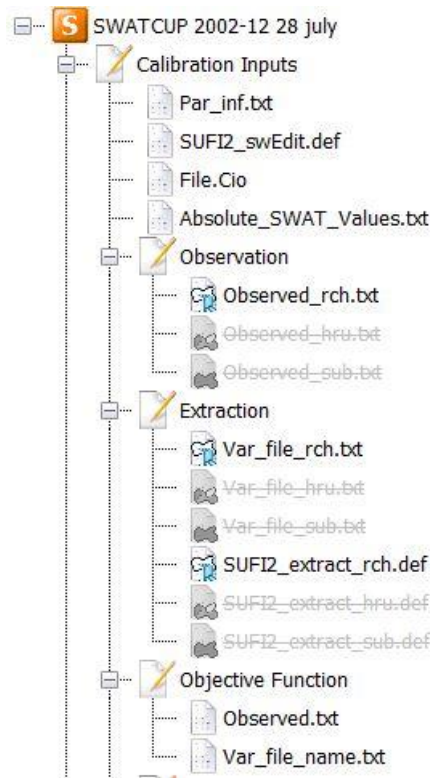 S SWATCUP 2002-12 28 july
Calibration Inputs
Par_inf.txt
SUFI2_swEdit.def
File.Cio
Absolute_SWAT_Values.txt
Observation
Observed_rch.txt
Observed_hru.txt
Observed_sub.txt
Extraction
Var_file_rch.txt
Var_file_hru.txt
Var_file_sub.txt
SUFI2_extract_rch.def
SUFI2_extract_hru.def
SUFI2_extract_sub.def
Objective Function
Observed.txt
Var_file_name.txt